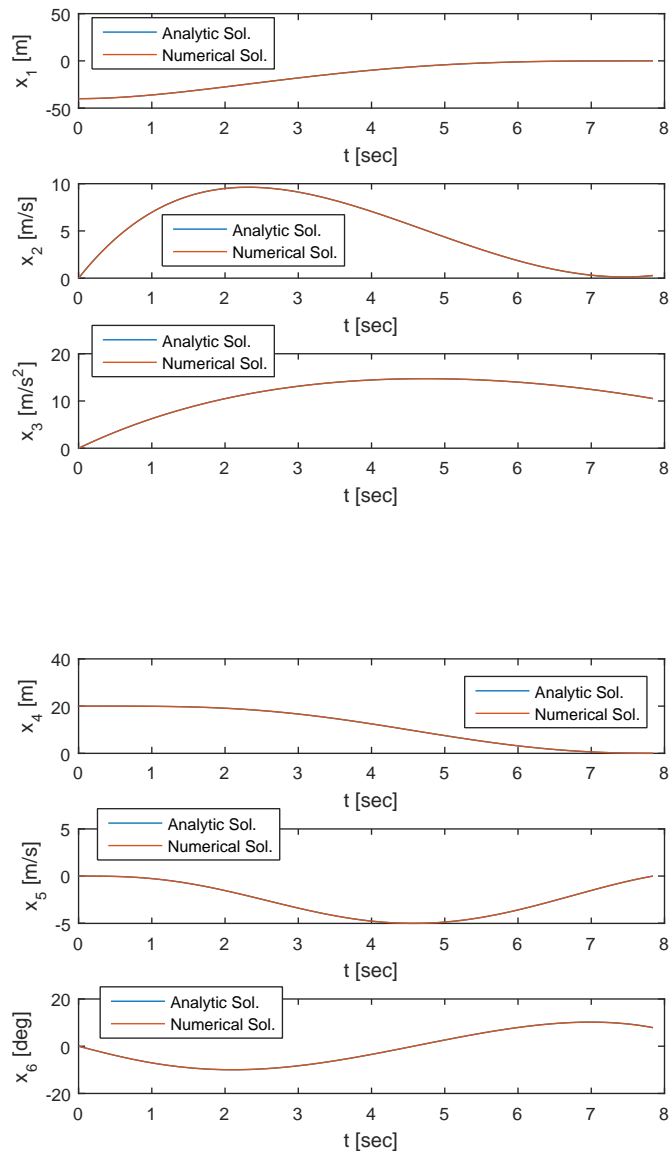 50
0
-50
x1 [m]
Analytic Sol.
Numerical Sol.
0 1 2 3 4 5 6 7 8
t [sec]
10
5
0
x2 [m/s]
Analytic Sol.
Numerical Sol.
0 1 2 3 4 5 6 7 8
t [sec]
20
10
0
x3 [m/s2]
Analytic Sol.
Numerical Sol.
0 1 2 3 4 5 6 7 8
t [sec]
40
20
0
x4 [m]
Analytic Sol.
Numerical Sol.
0 1 2 3 4 5 6 7 8
t [sec]
5
0
-5
x5 [m/s]
Analytic Sol.
Numerical Sol.
0 1 2 3 4 5 6 7 8
t [sec]
20
0
-20
x6 [deg]
Analytic Sol.
Numerical Sol.
0 1 2 3 4 5 6 7 8
t [sec]